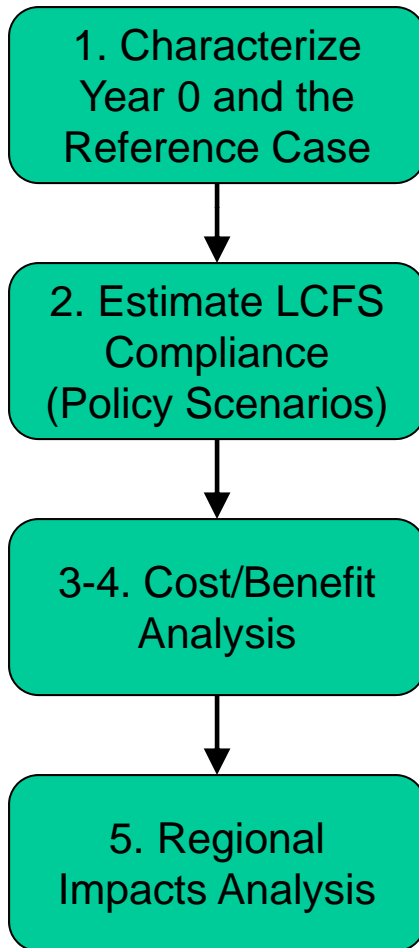 1. Characterize
Year 0 and the
Reference Case
2. Estimate LCFS
Compliance
(Policy Scenarios)
3-4. Cost/Benefit
Analysis
5. Regional
Impacts Analysis